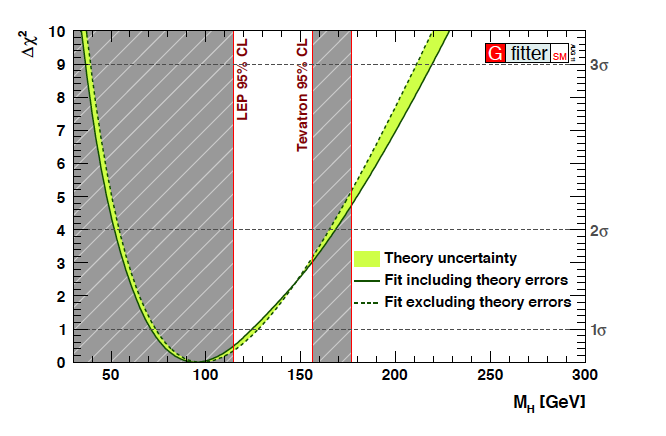 Δχ²
10
9
8
7
6
5
4
3
2
1
0
LEP 95% CL
Tevatron 95% CL
G fitter SM
3σ
2σ
1σ
Theory uncertainty
Fit including theory errors
Fit excluding theory errors
50 100 150 200 250 300
M_H [GeV]